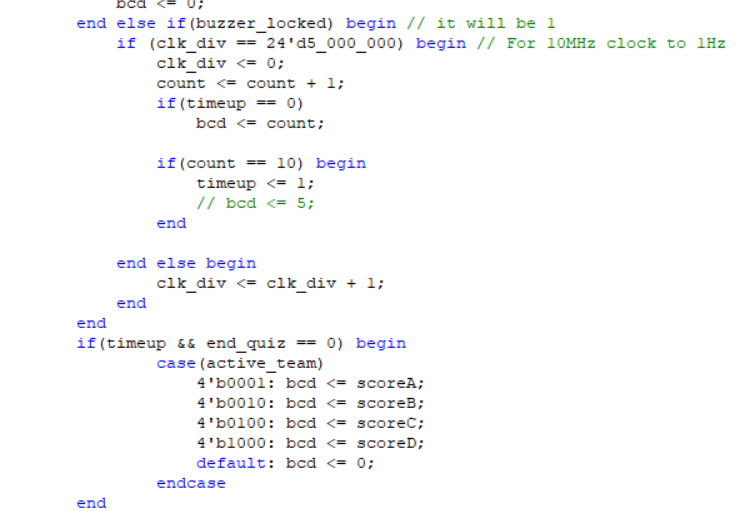 bcd <= 0;
end else if(buzzer_locked) begin // it will be 1
if (clk_div == 24'd5_000_000) begin // For 10MHz clock to 1Hz
clk_div <= 0;
count <= count + 1;
if(timeup == 0)
bcd <= count;
if(count == 10) begin
timeup <= 1;
// bcd <= 5;
end
end else begin
clk_div <= clk_div + 1;
end
end
if(timeup && end_quiz == 0) begin
case(active_team)
4'b0001: bcd <= scoreA;
4'b0010: bcd <= scoreB;
4'b0100: bcd <= scoreC;
4'b1000: bcd <= scoreD;
default: bcd <= 0;
endcase
end